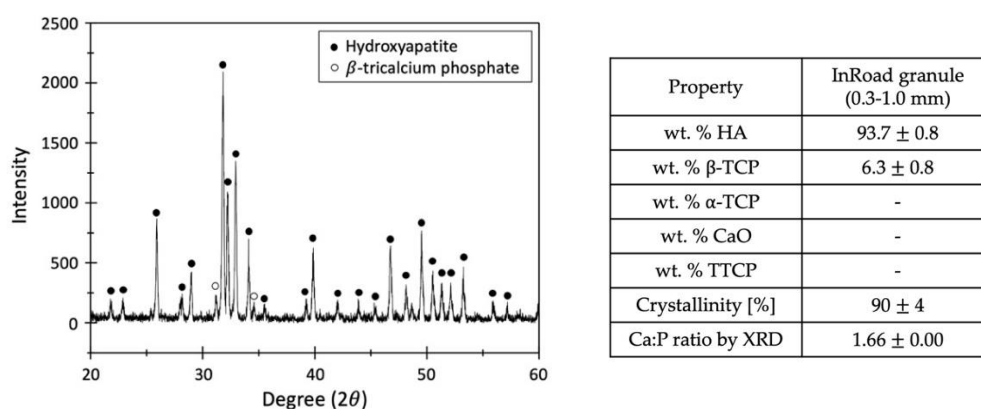 2500
2000
1500
1000
500
0
Intensity
● Hydroxyapatite
○ β-tricalcium phosphate
20 30 40 50 60
Degree (2θ)
Property InRoad granule
(0.3-1.0 mm)
wt. % HA 93.7 ± 0.8
wt. % β-TCP 6.3 ± 0.8
wt. % α-TCP -
wt. % CaO -
wt. % TTCP -
Crystallinity [%] 90 ± 4
Ca:P ratio by XRD 1.66 ± 0.00